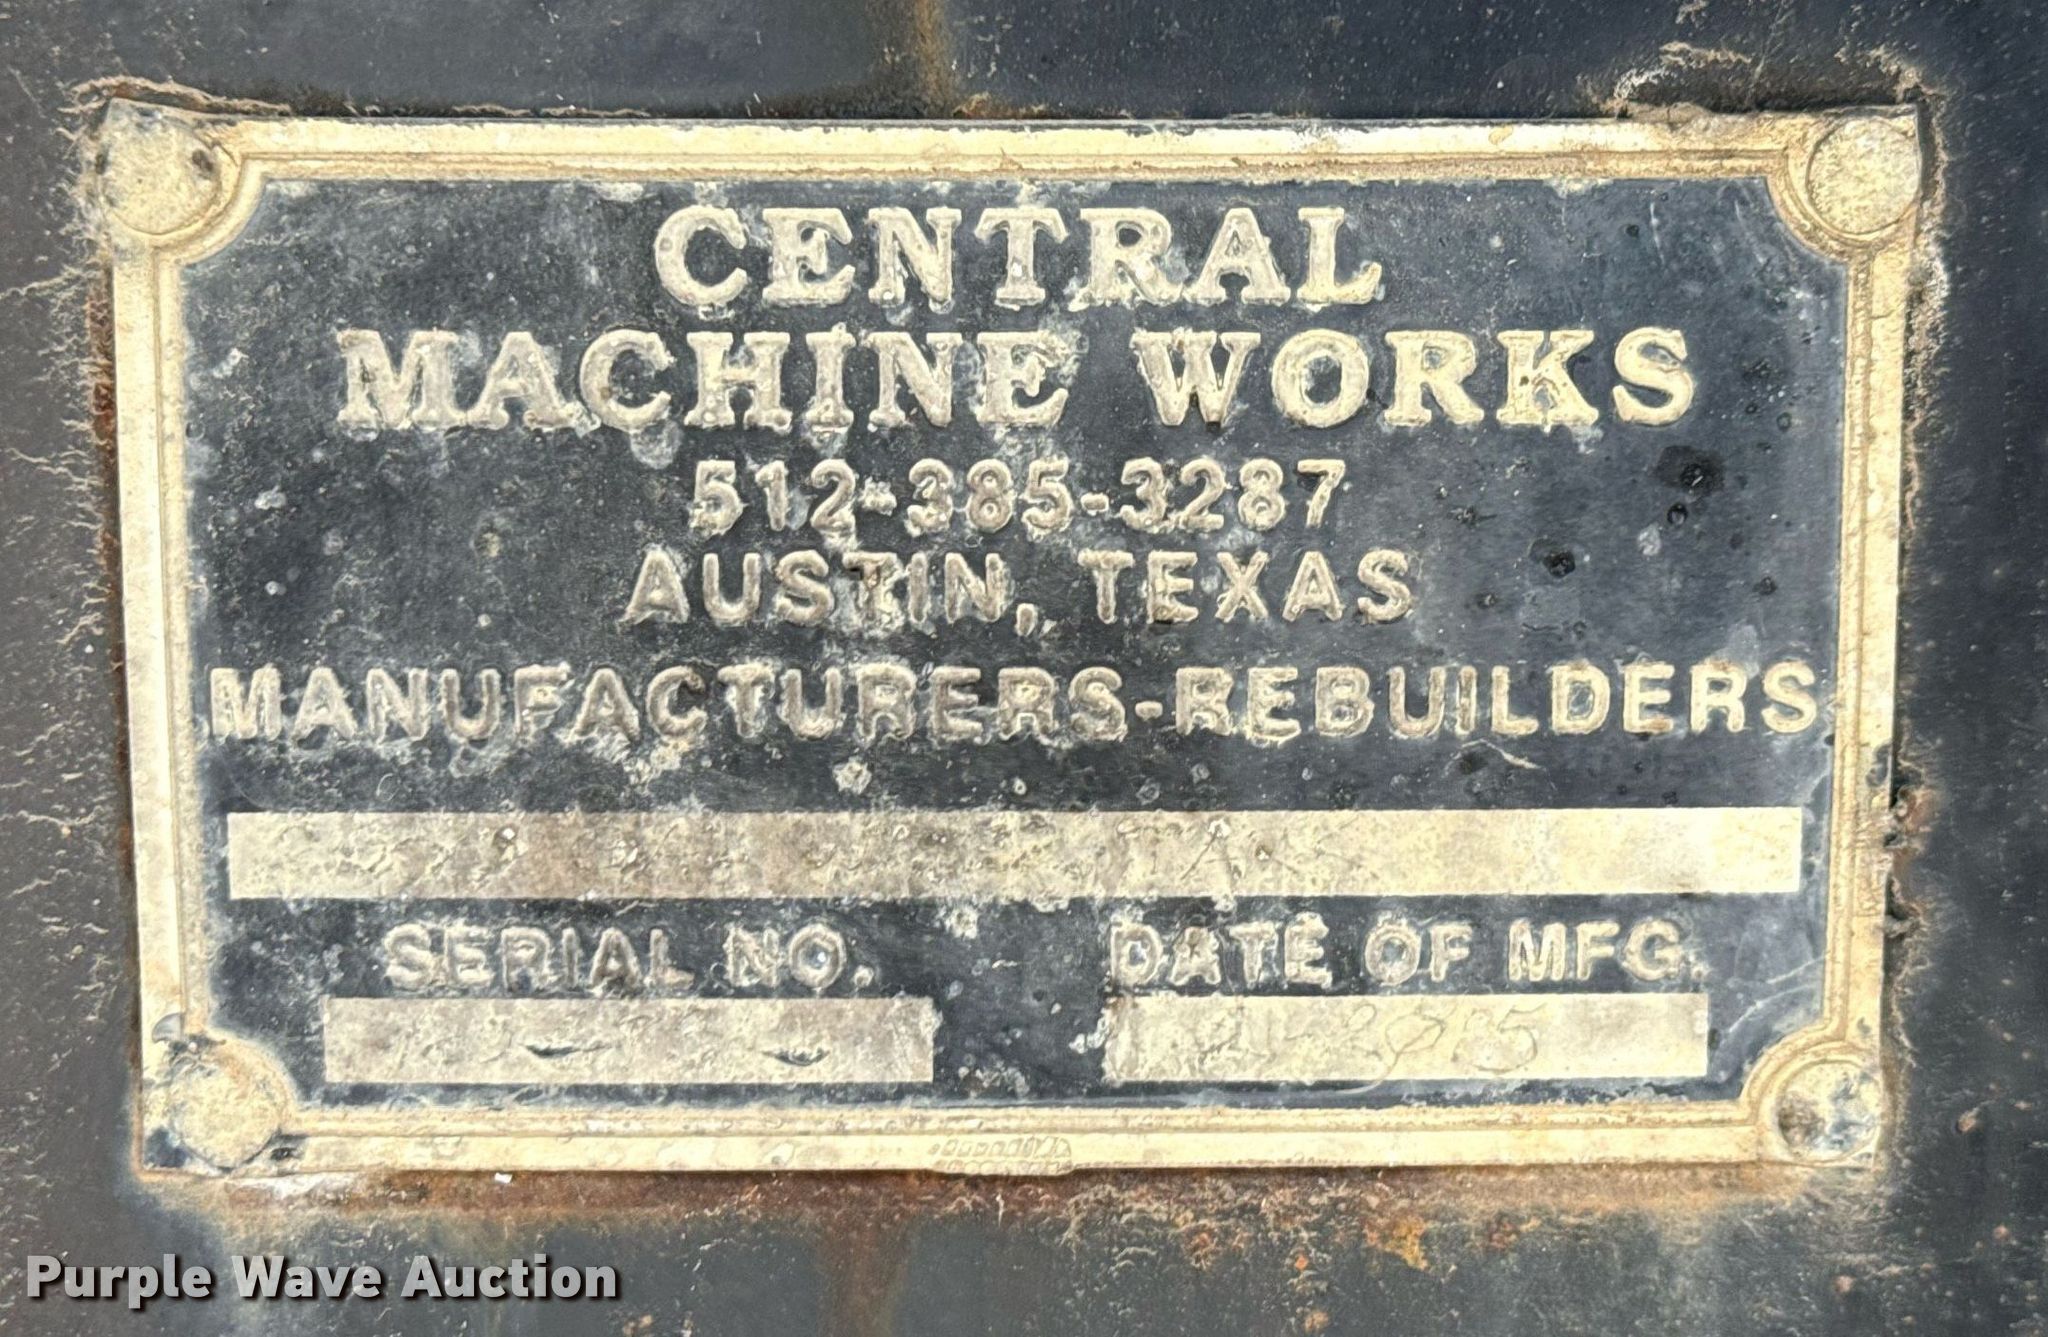 CENTRAL
MACHINE WORKS
512-385-3287
AUSTIN, TEXAS
MANUFACTURERS-REBUILDERS
SERIAL NO. DATE OF MFG.
Purple Wave Auction